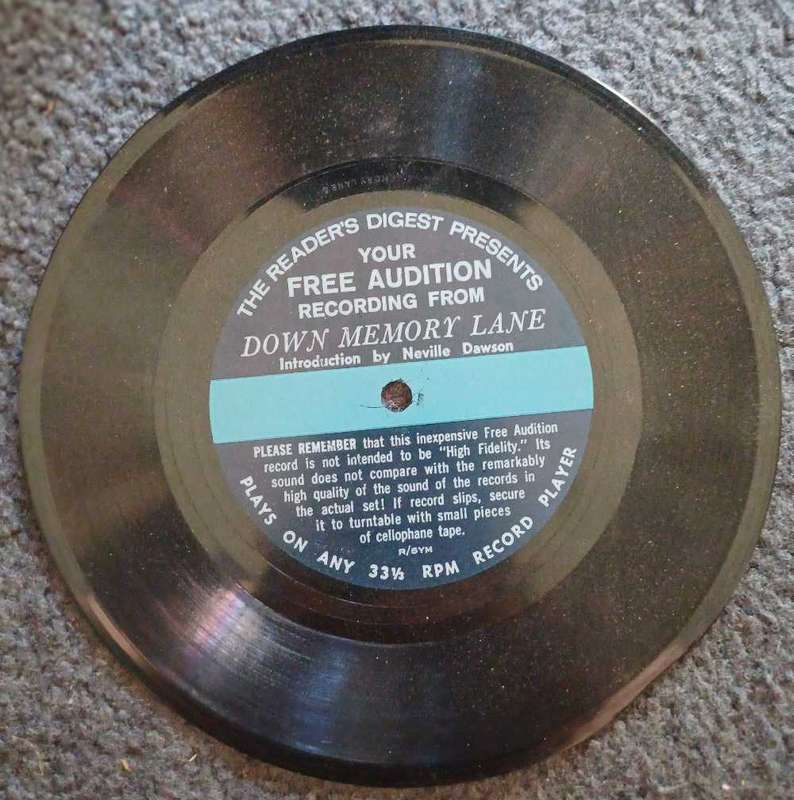 THE READER'S DIGEST PRESENTS
YOUR
FREE AUDITION
RECORDING FROM
DOWN MEMORY LANE
Introduction by Neville Dawson
PLEASE REMEMBER that this inexpensive Free Audition
record is not intended to be "High Fidelity." Its
sound does not compare with the remarkably
high quality of the sound of the records in
the actual set! If record slips, secure
it to turntable with small pieces
of cellophane tape.
R/6YM
PLAYS ON ANY 33⅓ RPM RECORD PLAYER